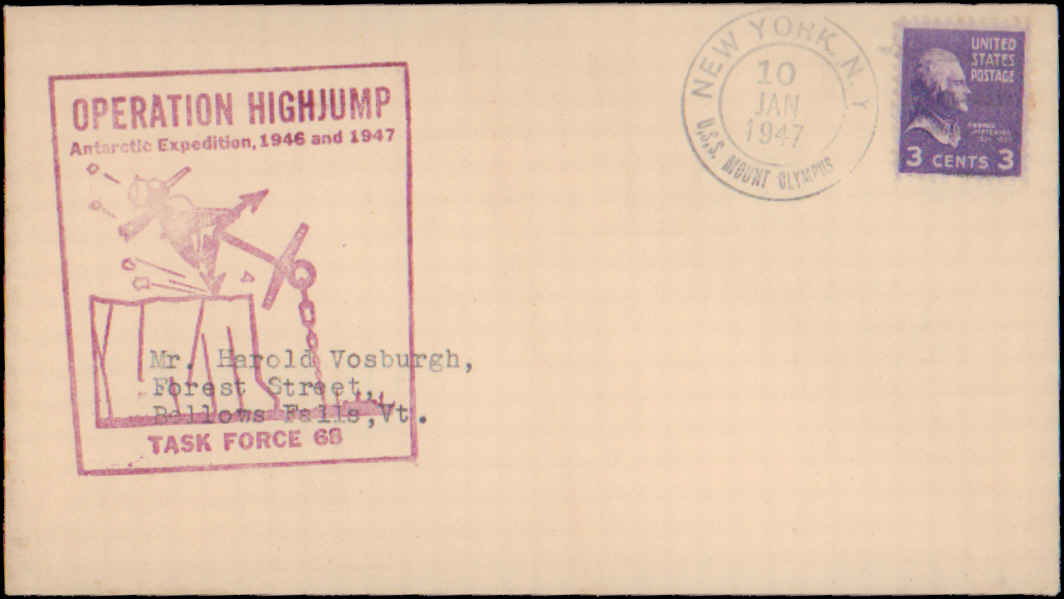 OPERATION HIGHJUMP
Antarctic Expedition, 1946 and 1947
TASK FORCE 68
NEW YORK, N.Y
10
JAN
1947
U.S.S. MOUNT OLYMPUS
UNITED
STATES
POSTAGE
3 CENTS 3
Mr. Harold Vosburgh,
Forest Street,
Bellows Falls,Vt.